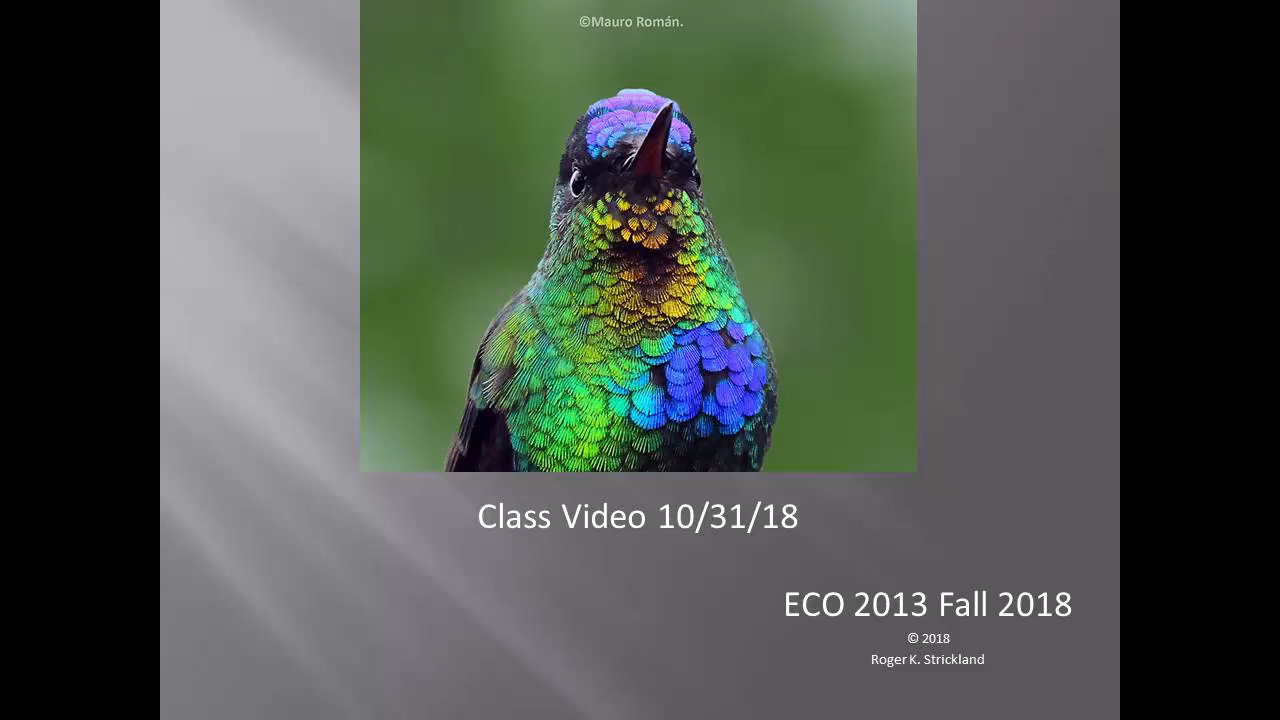 ©Mauro Román.
Class Video 10/31/18
ECO 2013 Fall 2018
© 2018
Roger K. Strickland